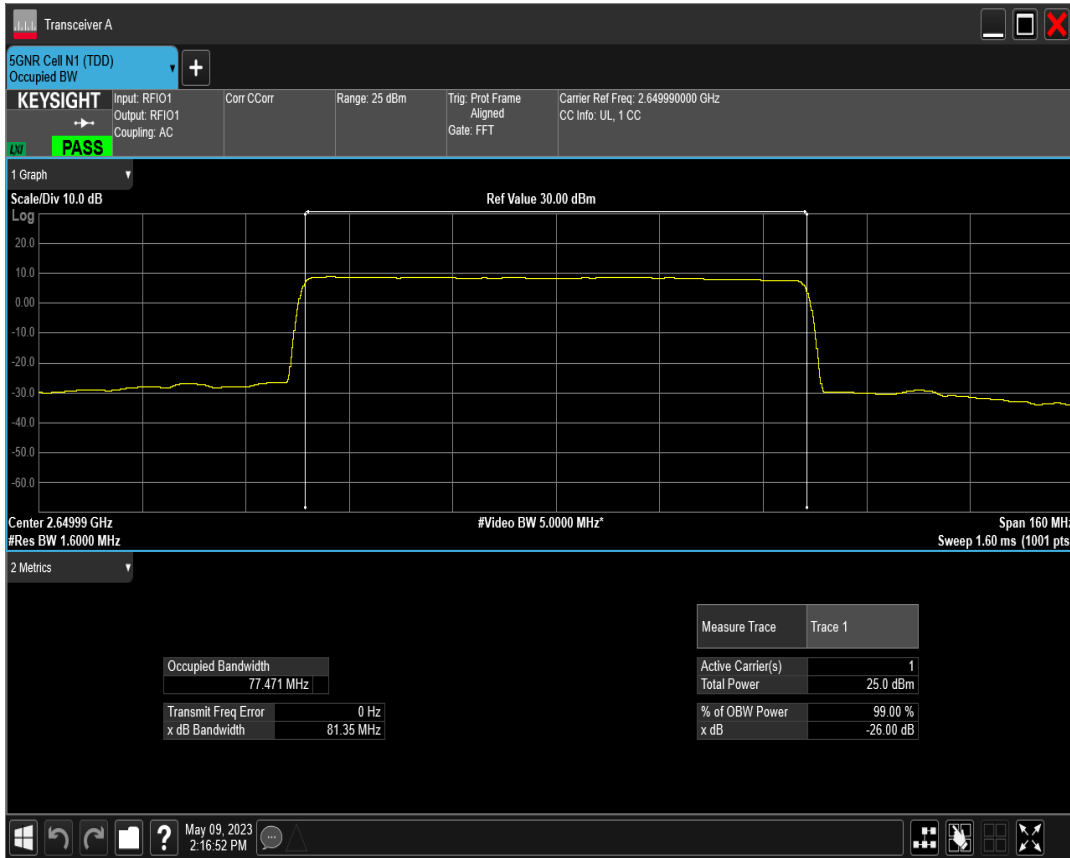 Transceiver A
5GNR Cell N1 (TDD)
Occupied BW
+
KEYSIGHT
LXI
PASS
Input: RFIO1
Output: RFIO1
Coupling: AC
Corr CCorr
Range: 25 dBm
Trig: Prot Frame
Aligned
Gate: FFT
Carrier Ref Freq: 2.649990000 GHz
CC Info: UL, 1 CC
1 Graph
Scale/Div 10.0 dB
Ref Value 30.00 dBm
Log
20.0
10.0
0.00
-10.0
-20.0
-30.0
-40.0
-50.0
-60.0
Center 2.64999 GHz
#Video BW 5.0000 MHz*
Span 160 MHz
#Res BW 1.6000 MHz
Sweep 1.60 ms (1001 pts
2 Metrics
Measure Trace Trace 1
Occupied Bandwidth
77.471 MHz
Active Carrier(s) 1
Total Power 25.0 dBm
Transmit Freq Error 0 Hz
x dB Bandwidth 81.35 MHz
% of OBW Power 99.00 %
x dB -26.00 dB
?
May 09, 2023
2:16:52 PM